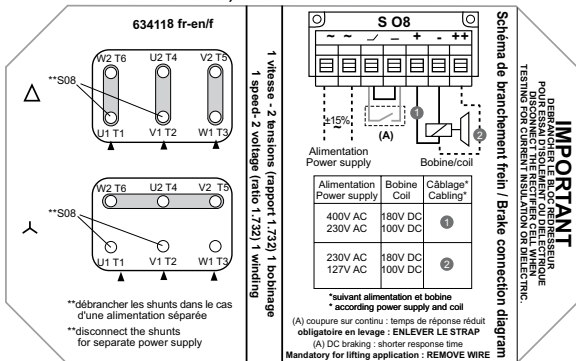 634118 fr-en/f
W2 T6 U2 T4 V2 T5
**S08
U1 T1 V1 T2 W1 T3
W2 T6 U2 T4 V2 T5
**S08
U1 T1 V1 T2 W1 T3
**débrancher les shunts dans le cas
d'une alimentation séparée
**disconnect the shunts
for separate power supply
1 vitesse - 2 tensions (rapport 1.732) 1 bobinage
1 speed- 2 voltage (ratio 1.732) 1 winding
S O8
~ ~ + - ++
±15%
~
(A)
1
2
Alimentation
Power supply
Bobine/coil
Alimentation Bobine Câblage*
Power supply Coil Cabling*
400V AC 180V DC 1
230V AC 100V DC
230V AC 180V DC 2
127V AC 100V DC
*suivant alimentation et bobine
* according power supply and coil
(A) coupure sur continu : temps de réponse réduit
obligatoire en levage : ENLEVER LE STRAP
(A) DC braking : shorter response time
Mandatory for lifting application : REMOVE WIRE
Schéma de branchement frein / Brake connection diagram
IMPORTANT
DEBRANCHER LE BLOC REDRESSEUR
POUR ESSAI D'ISOLEMENT OU DIELECTRIQUE
DISCONNECT THE RECTIFIER CELL WHEN
TESTING FOR CURRENT INSULATION OR DIELECTRIC.